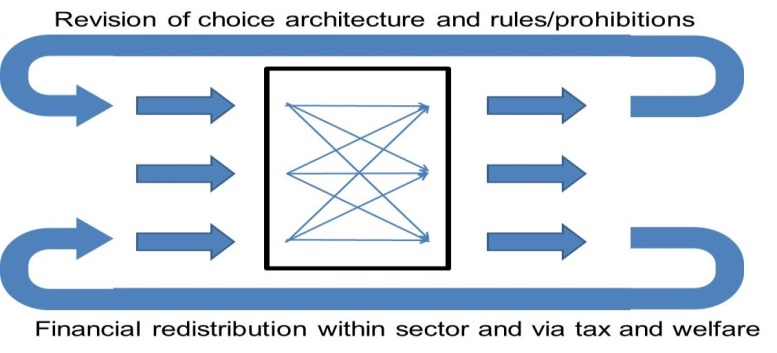 Revision of choice architecture and rules/prohibitions
Financial redistribution within sector and via tax and welfare